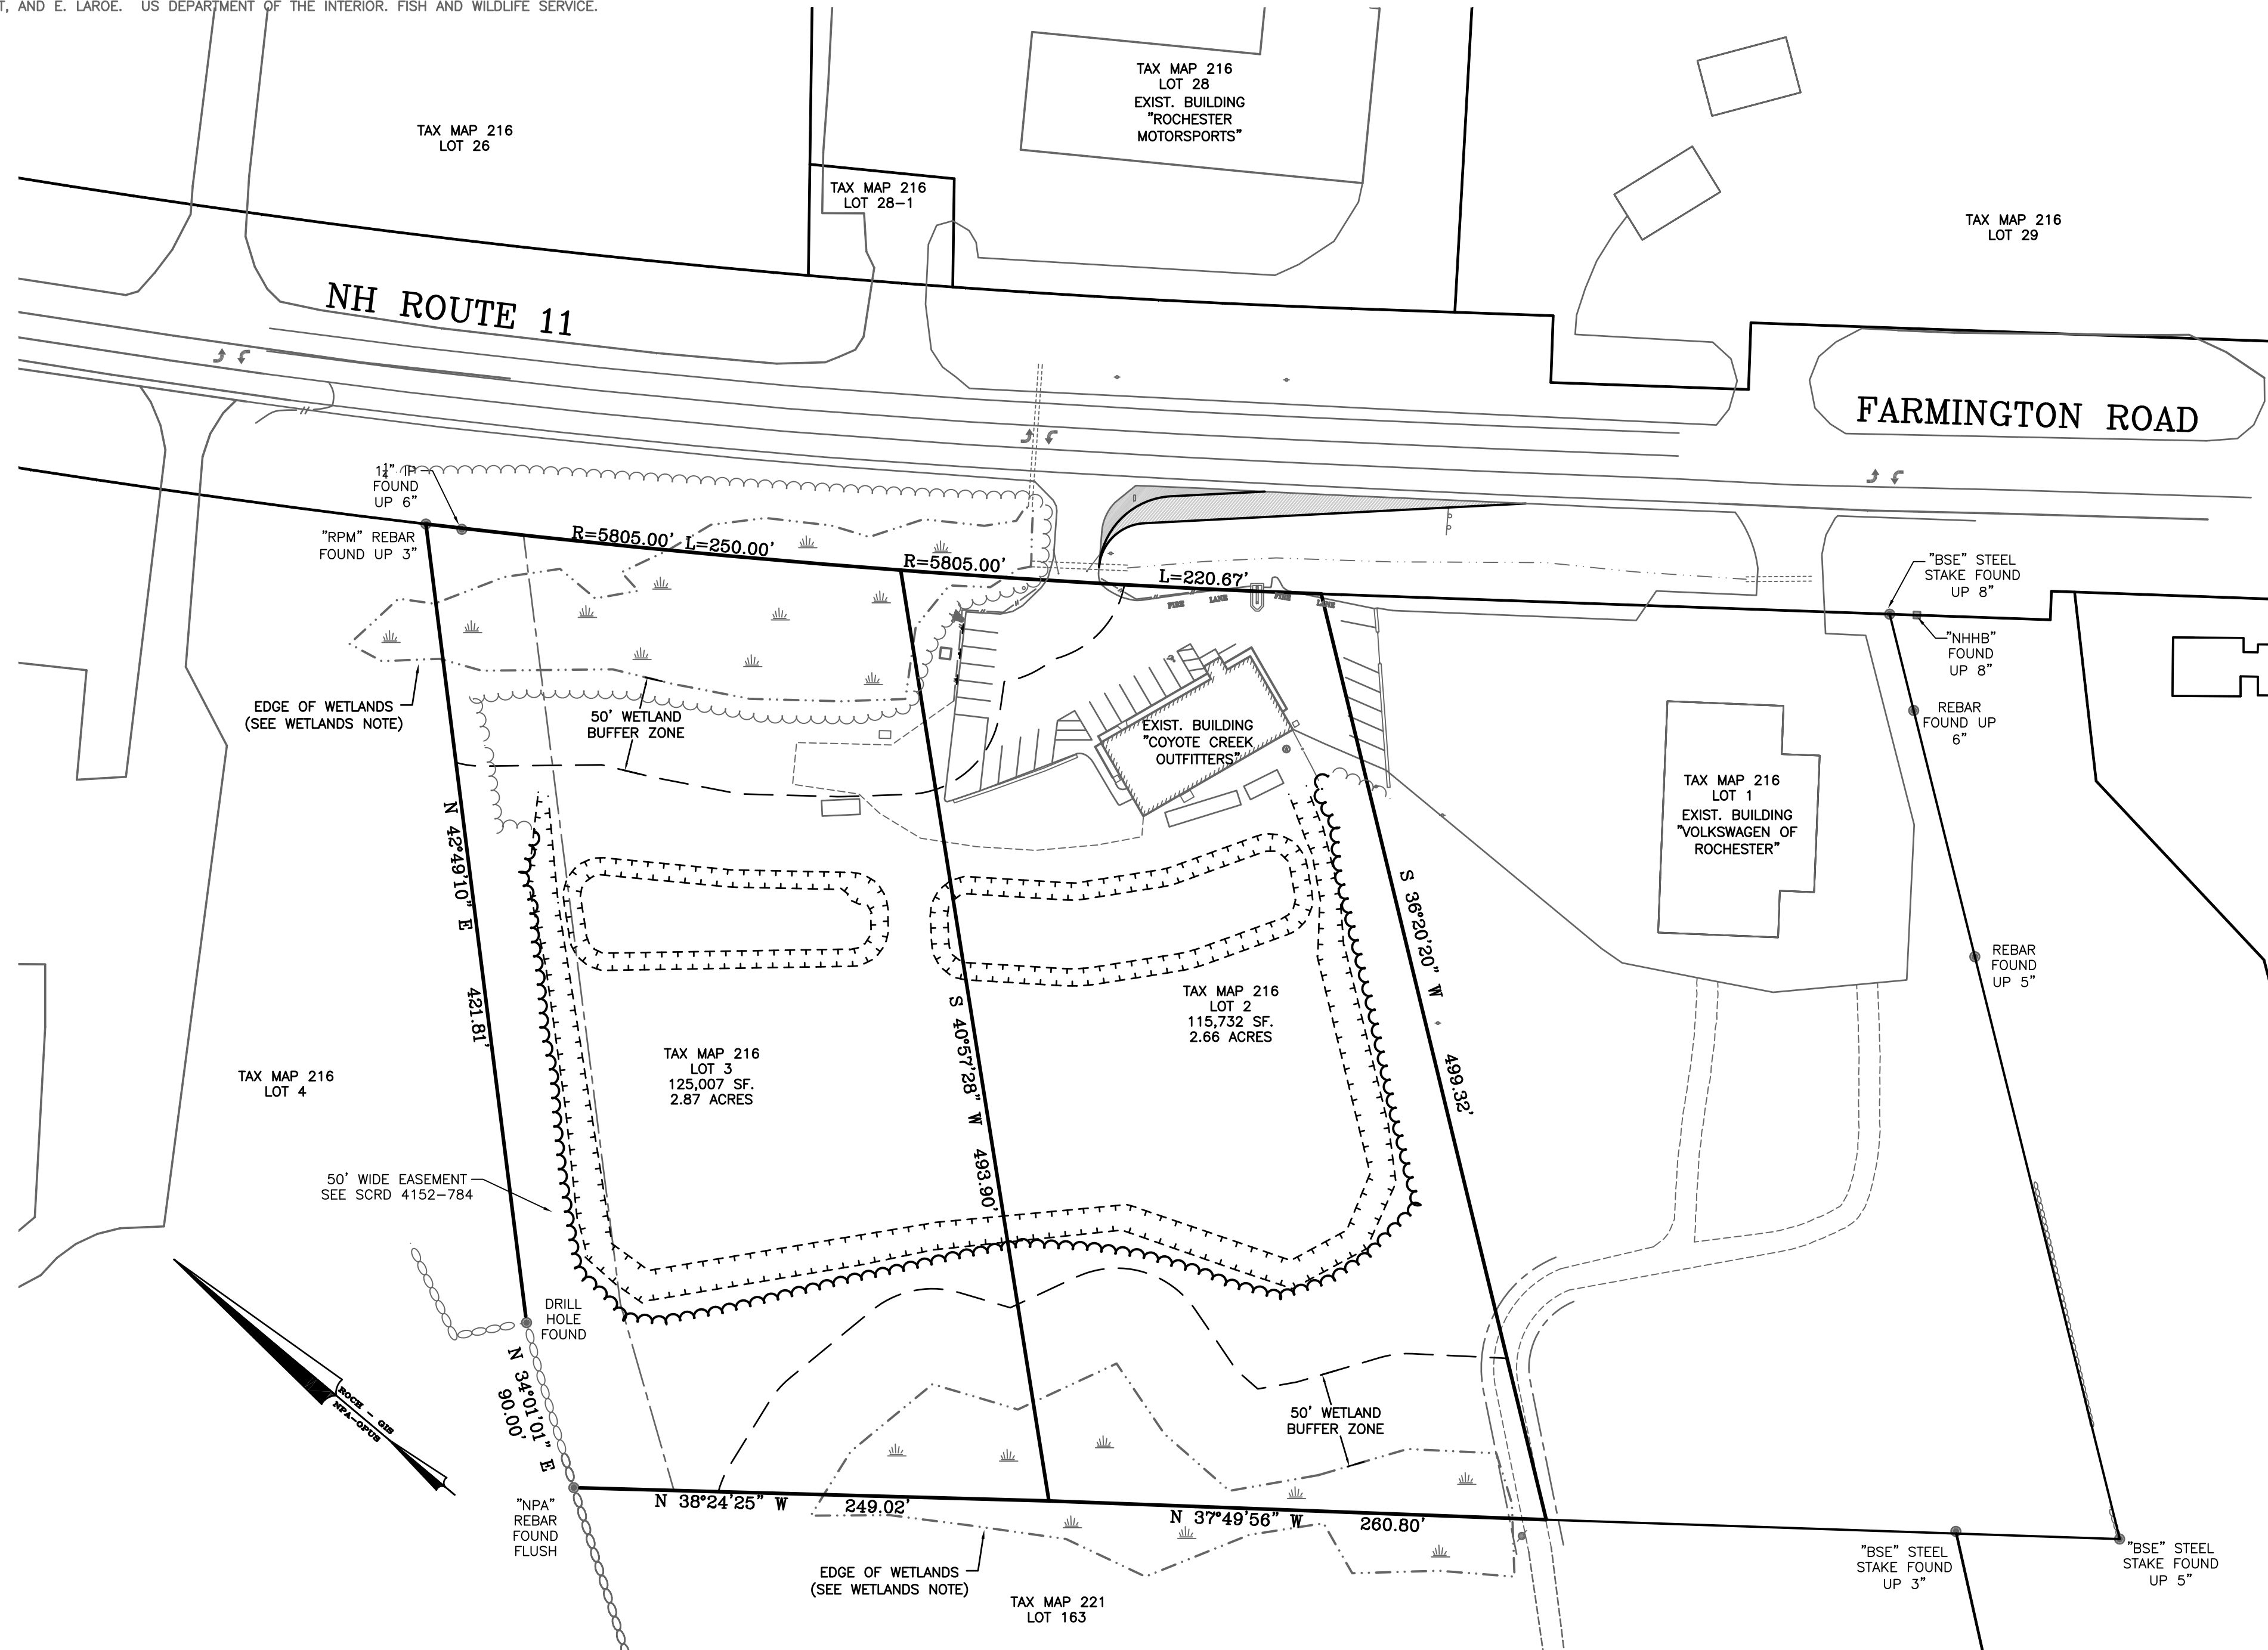 T, AND E. LAROE.  US DEPARTMENT OF THE INTERIOR. FISH AND WILDLIFE SERVICE.
TAX MAP 216
LOT 28
EXIST. BUILDING
"ROCHESTER
MOTORSPORTS"
TAX MAP 216
LOT 26
TAX MAP 216
LOT 28-1
TAX MAP 216
LOT 29
NH ROUTE 11
FARMINGTON ROAD
1¼" IP
FOUND
UP 6"
"RPM" REBAR
FOUND UP 3"
R=5805.00' L=250.00'
R=5805.00'
L=220.67'
FIRE LANE
FIRE LANE
"BSE" STEEL
STAKE FOUND
UP 8"
"NHHB"
FOUND
UP 8"
REBAR
FOUND UP
6"
EDGE OF WETLANDS
(SEE WETLANDS NOTE)
50' WETLAND
BUFFER ZONE
EXIST. BUILDING
"COYOTE CREEK
OUTFITTERS"
TAX MAP 216
LOT 1
EXIST. BUILDING
"VOLKSWAGEN OF
ROCHESTER"
N 42°49'10" E
421.81'
S 40°57'28" W
493.90'
S 36°20'20" W
499.32'
REBAR
FOUND
UP 5"
TAX MAP 216
LOT 2
115,732 SF.
2.66 ACRES
TAX MAP 216
LOT 3
125,007 SF.
2.87 ACRES
TAX MAP 216
LOT 4
50' WIDE EASEMENT
SEE SCRD 4152-784
DRILL
HOLE
FOUND
N 34°01'01" E
90.00'
ROCH - GIS
NPA-OPUS
50' WETLAND
BUFFER ZONE
"NPA"
REBAR
FOUND
FLUSH
N 38°24'25" W
249.02'
N 37°49'56" W
260.80'
EDGE OF WETLANDS
(SEE WETLANDS NOTE)
TAX MAP 221
LOT 163
"BSE" STEEL
STAKE FOUND
UP 3"
"BSE" STEEL
STAKE FOUND
UP 5"